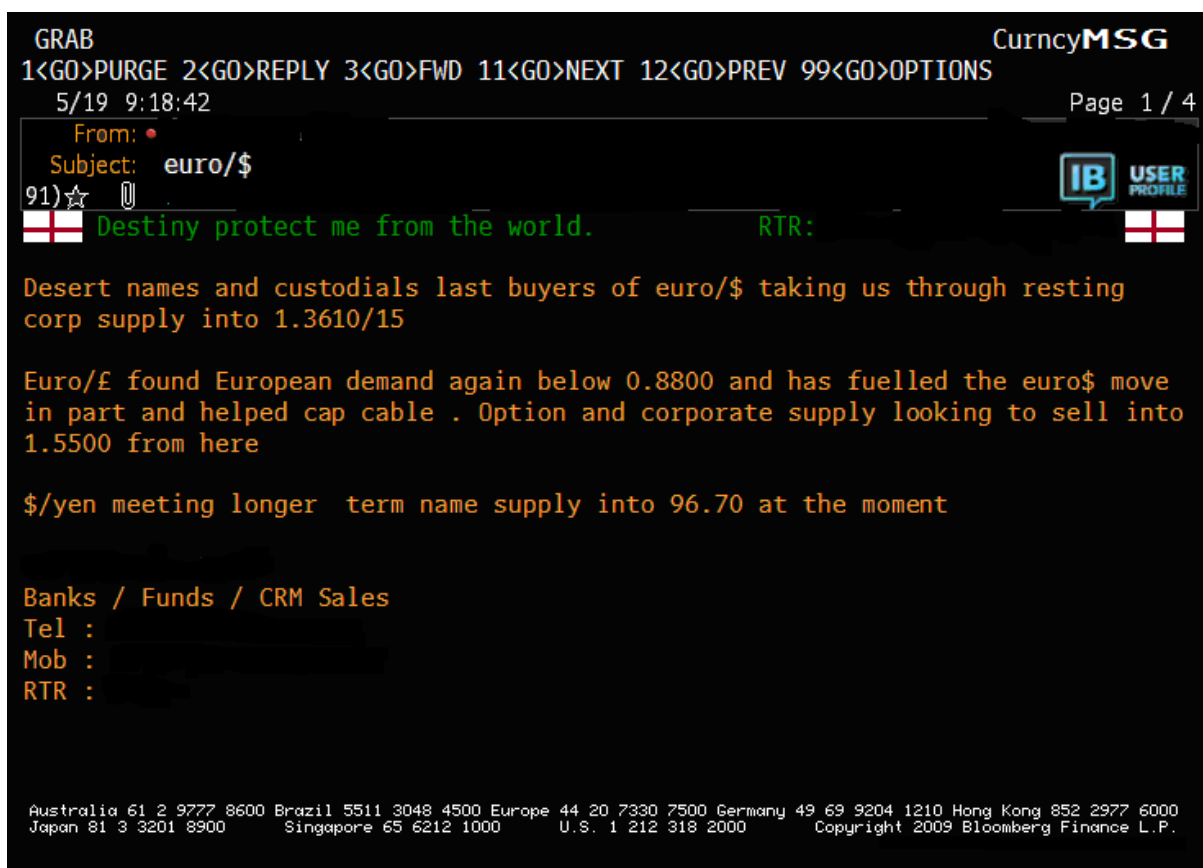 GRAB CurncyMSG
1<GO>PURGE 2<GO>REPLY 3<GO>FWD 11<GO>NEXT 12<GO>PREV 99<GO>OPTIONS
5/19 9:18:42 Page 1/4
From:
Subject: euro/$
91) IB USER PROFILE
Destiny protect me from the world. RTR:
Desert names and custodials last buyers of euro/$ taking us through resting
corp supply into 1.3610/15
Euro/£ found European demand again below 0.8800 and has fuelled the euro$ move
in part and helped cap cable . Option and corporate supply looking to sell into
1.5500 from here
$/yen meeting longer  term name supply into 96.70 at the moment
Banks / Funds / CRM Sales
Tel :
Mob :
RTR :
Australia 61 2 9777 8600 Brazil 5511 3048 4500 Europe 44 20 7330 7500 Germany 49 69 9204 1210 Hong Kong 852 2977 6000
Japan 81 3 3201 8900 Singapore 65 6212 1000 U.S. 1 212 318 2000 Copyright 2009 Bloomberg Finance L.P.